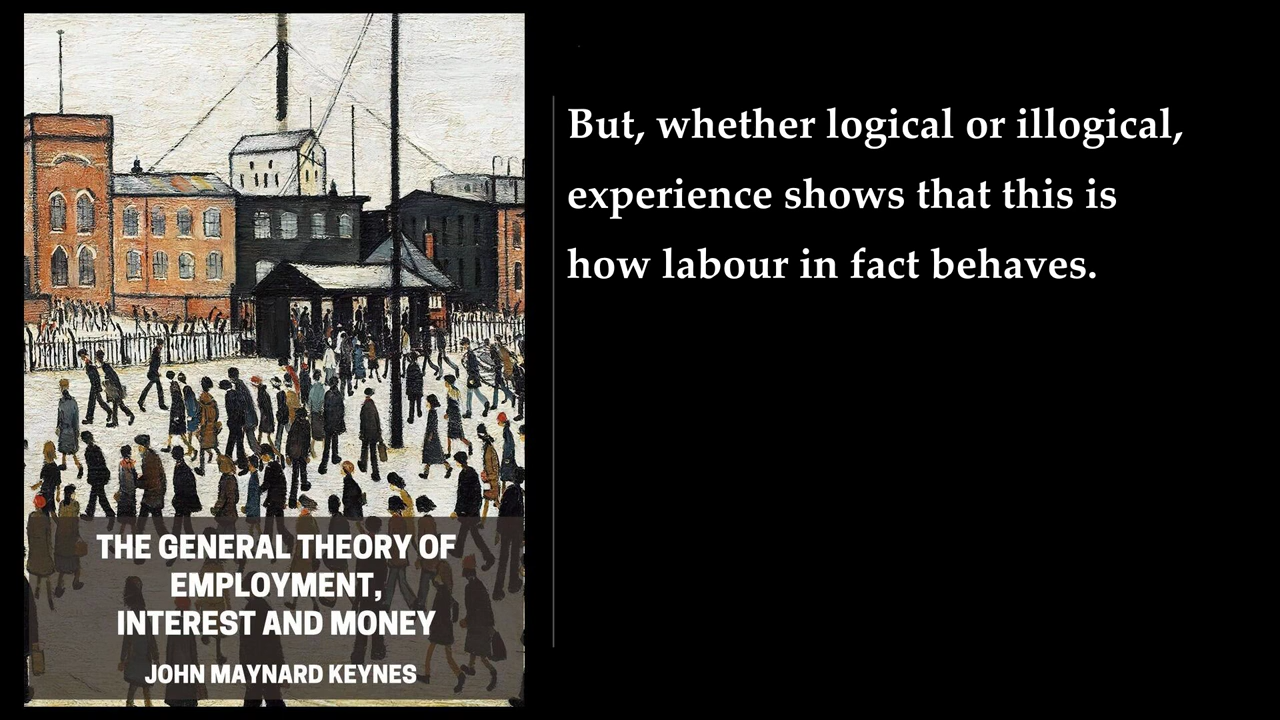 THE GENERAL THEORY OF
EMPLOYMENT,
INTEREST AND MONEY
JOHN MAYNARD KEYNES
But, whether logical or illogical,
experience shows that this is
how labour in fact behaves.